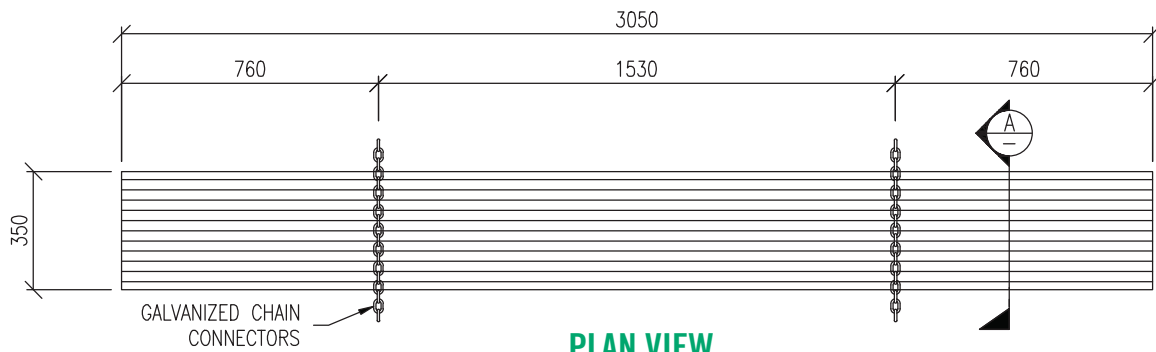 3050
760 1530 760
A
–
350
GALVANIZED CHAIN
CONNECTORS
PLAN VIEW